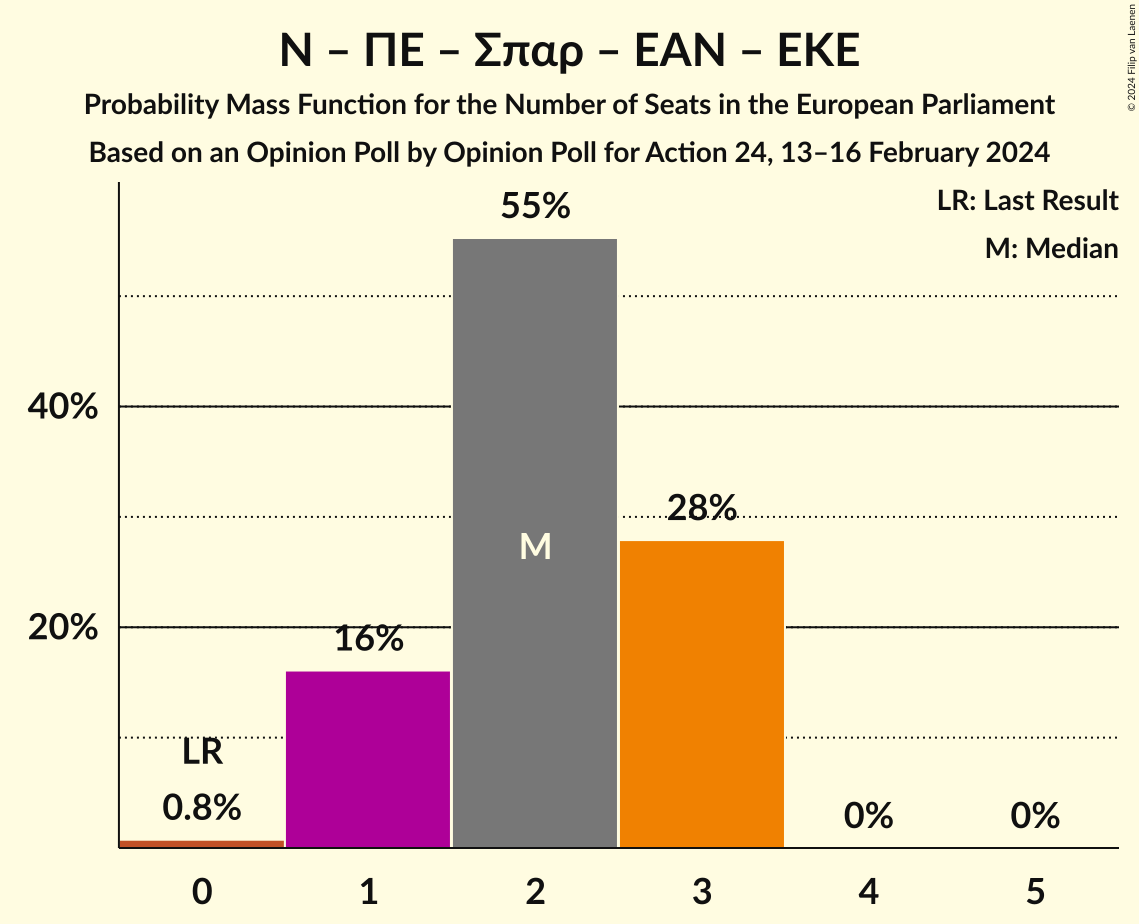 Ν – ΠΕ – Σπαρ – ΕΑΝ – ΕΚΕ
Probability Mass Function for the Number of Seats in the European Parliament
Based on an Opinion Poll by Opinion Poll for Action 24, 13–16 February 2024
© 2024 Filip van Laenen
LR: Last Result
M: Median
55%
40%
28%
M
20%
16%
LR
0.8%
0%
0%
0 1 2 3 4 5